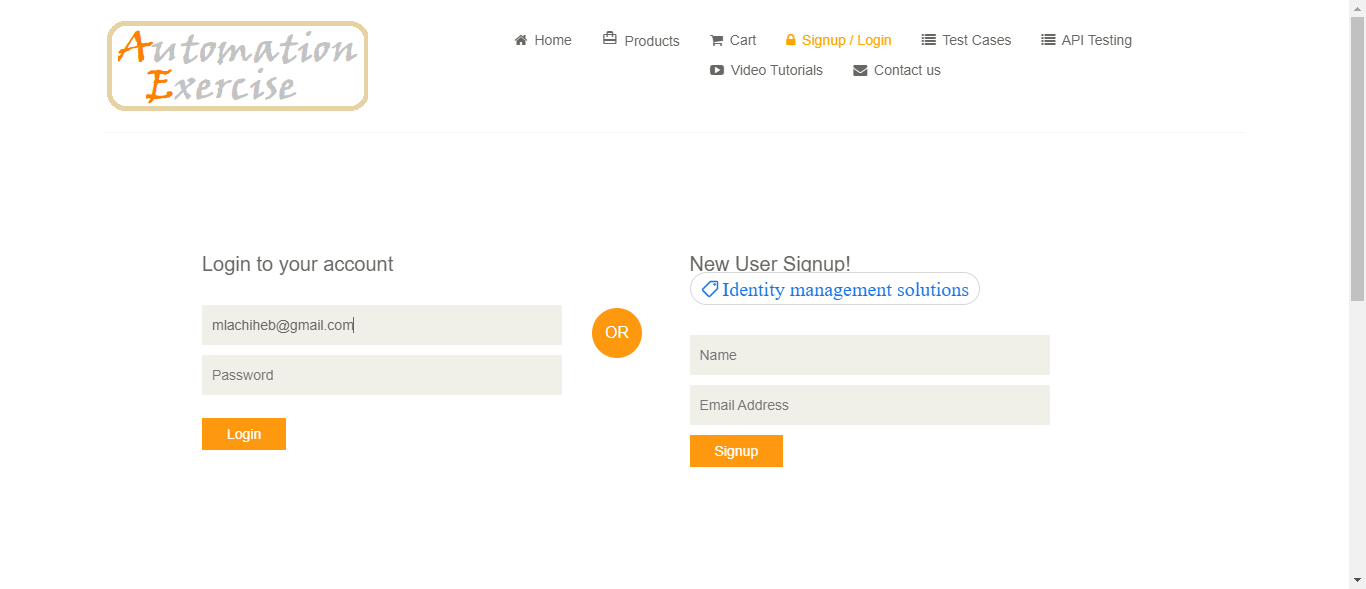 Automation
Exercise
Home
Products
Cart
Signup / Login
Test Cases
API Testing
Video Tutorials
Contact us
Login to your account
mlachiheb@gmail.com
Password
Login
OR
New User Signup!
Identity management solutions
Name
Email Address
Signup